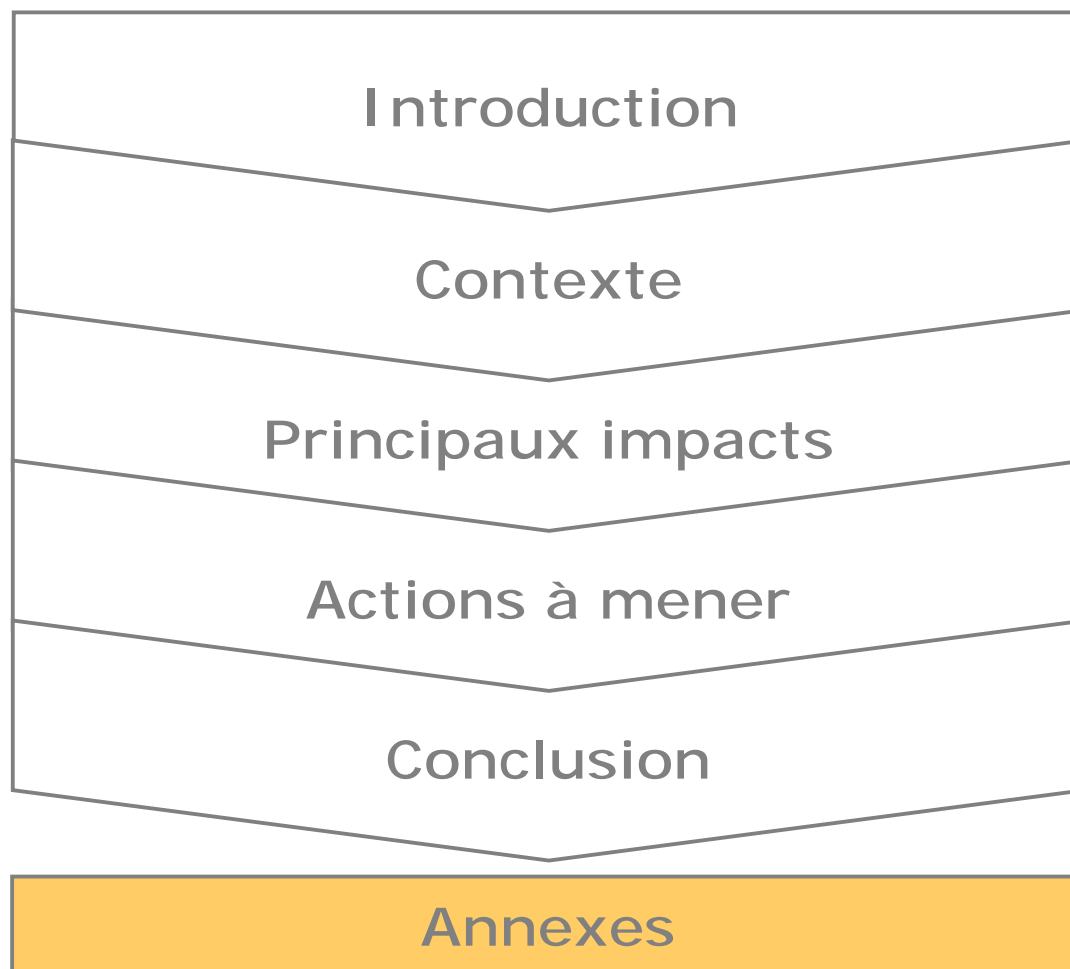 Introduction
Contexte
Principaux impacts
Actions à mener
Conclusion
Annexes